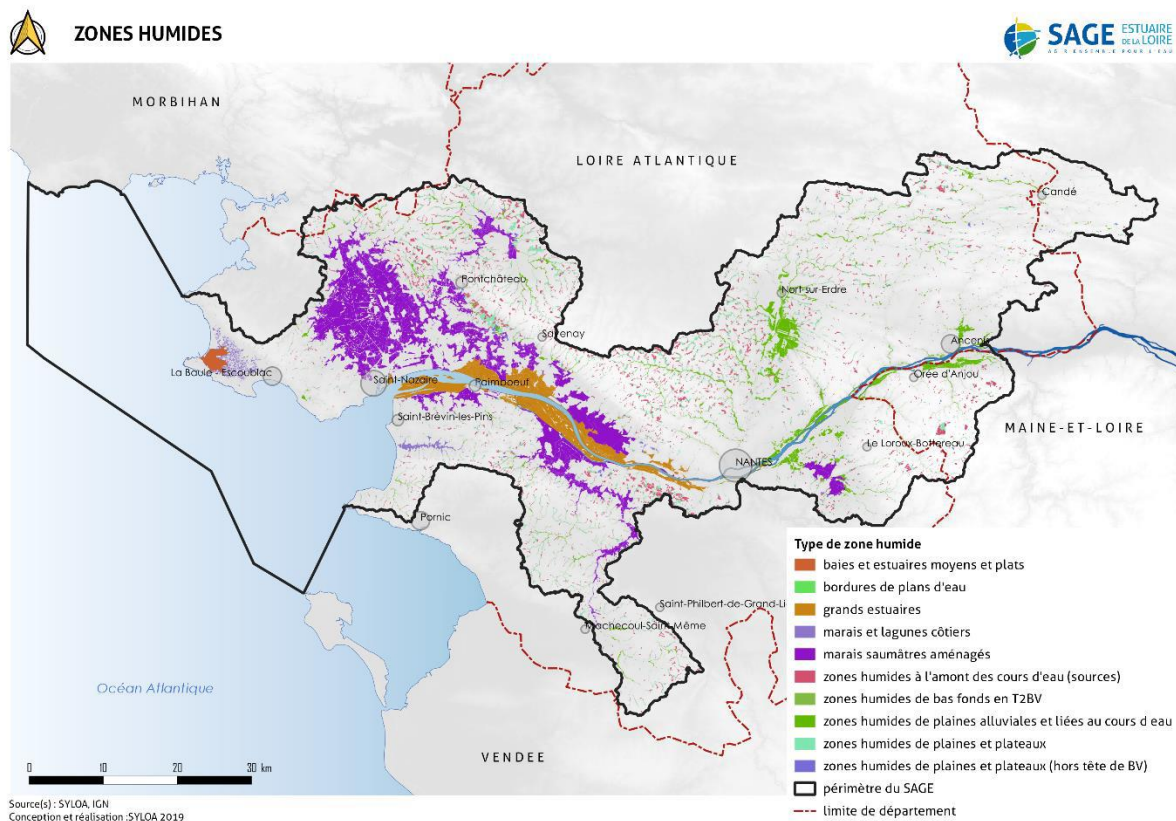 ZONES HUMIDES
SAGE ESTUAIRE DE LA LOIRE
AGIR ENSEMBLE POUR L'EAU
MORBIHAN
LOIRE ATLANTIQUE
Candé
Pontchâteau
Nort-sur-Erdre
Savenay
Ancenis
La Baule - Escoublac
Saint-Nazaire
Paimboeuf
Orée d'Anjou
Saint-Brévin-les-Pins
MAINE-ET-LOIRE
Le Loroux-Bottereau
NANTES
Pornic
Type de zone humide
baies et estuaires moyens et plats
bordures de plans d'eau
grands estuaires
Saint-Philbert-de-Grand-Li
marais et lagunes côtiers
Machecoul-Saint-Même
marais saumâtres aménagés
zones humides à l'amont des cours d'eau (sources)
Océan Atlantique
zones humides de bas fonds en T2BV
zones humides de plaines alluviales et liées au cours d eau
zones humides de plaines et plateaux
VENDEE
zones humides de plaines et plateaux (hors tête de BV)
0 10 20 30 km
périmètre du SAGE
Source(s) : SYLOA, IGN
limite de département
Conception et réalisation :SYLOA 2019